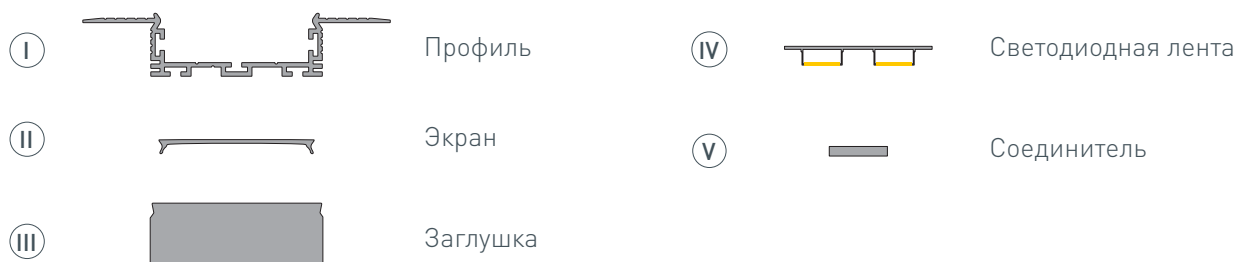 I Профиль
II Экран
III Заглушка
IV Светодиодная лента
V Соединитель